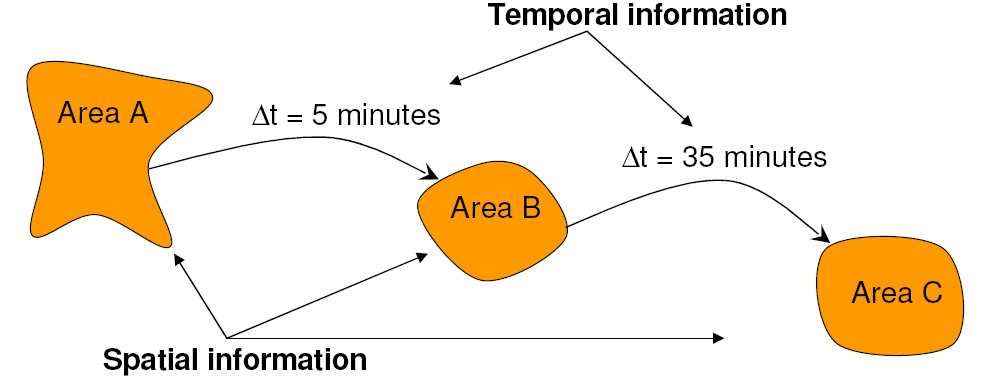 Temporal information
Area A
Δt = 5 minutes
Δt = 35 minutes
Area B
Area C
Spatial information